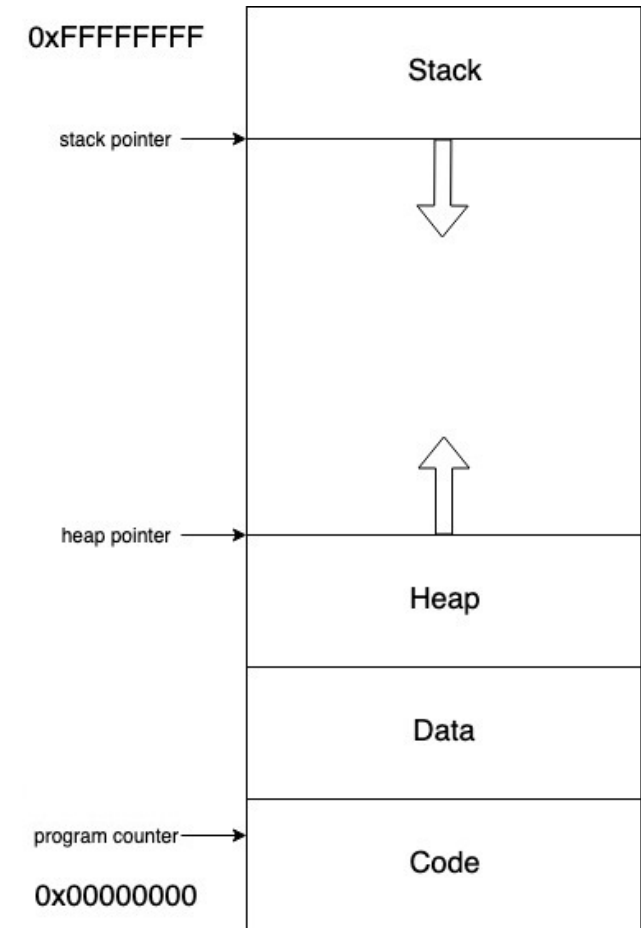 0xFFFFFFFF
Stack
stack pointer
heap pointer
Heap
Data
program counter
Code
0x00000000